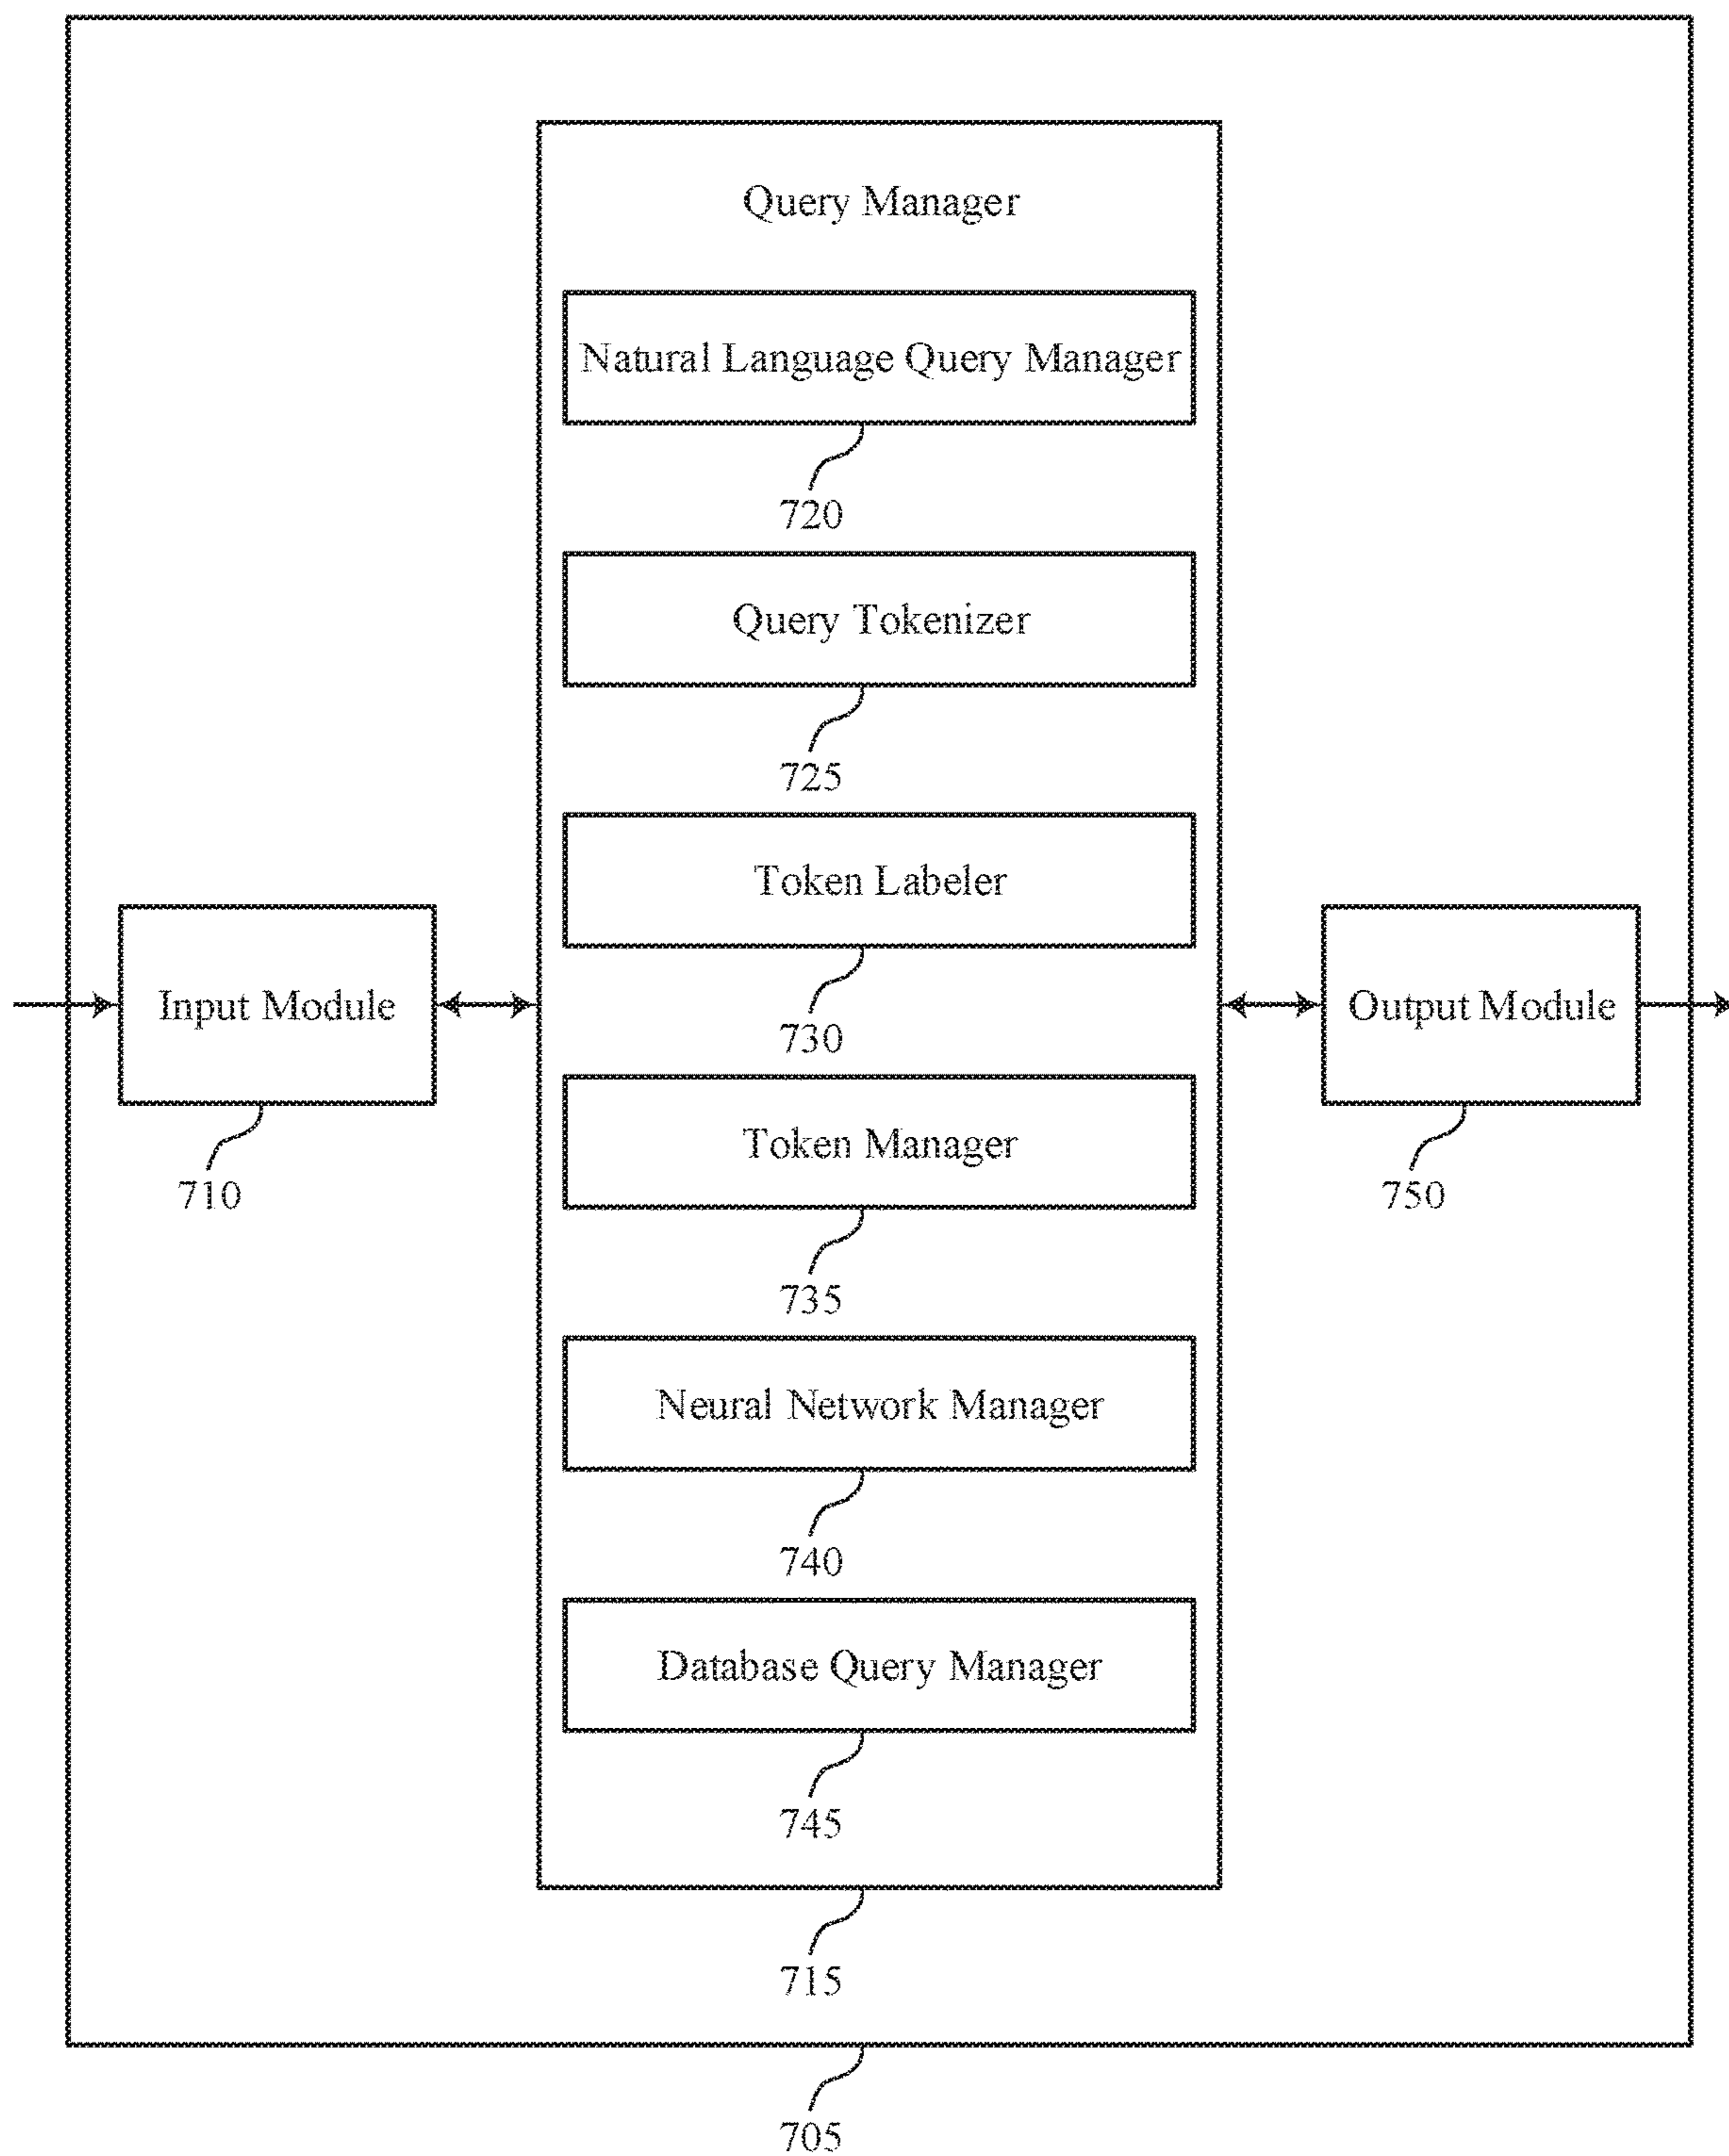 Query Manager
Natural Language Query Manager
720
Query Tokenizer
725
Token Labeler
730
Input Module
710
Token Manager
735
Output Module
750
Neural Network Manager
740
Database Query Manager
745
715
705